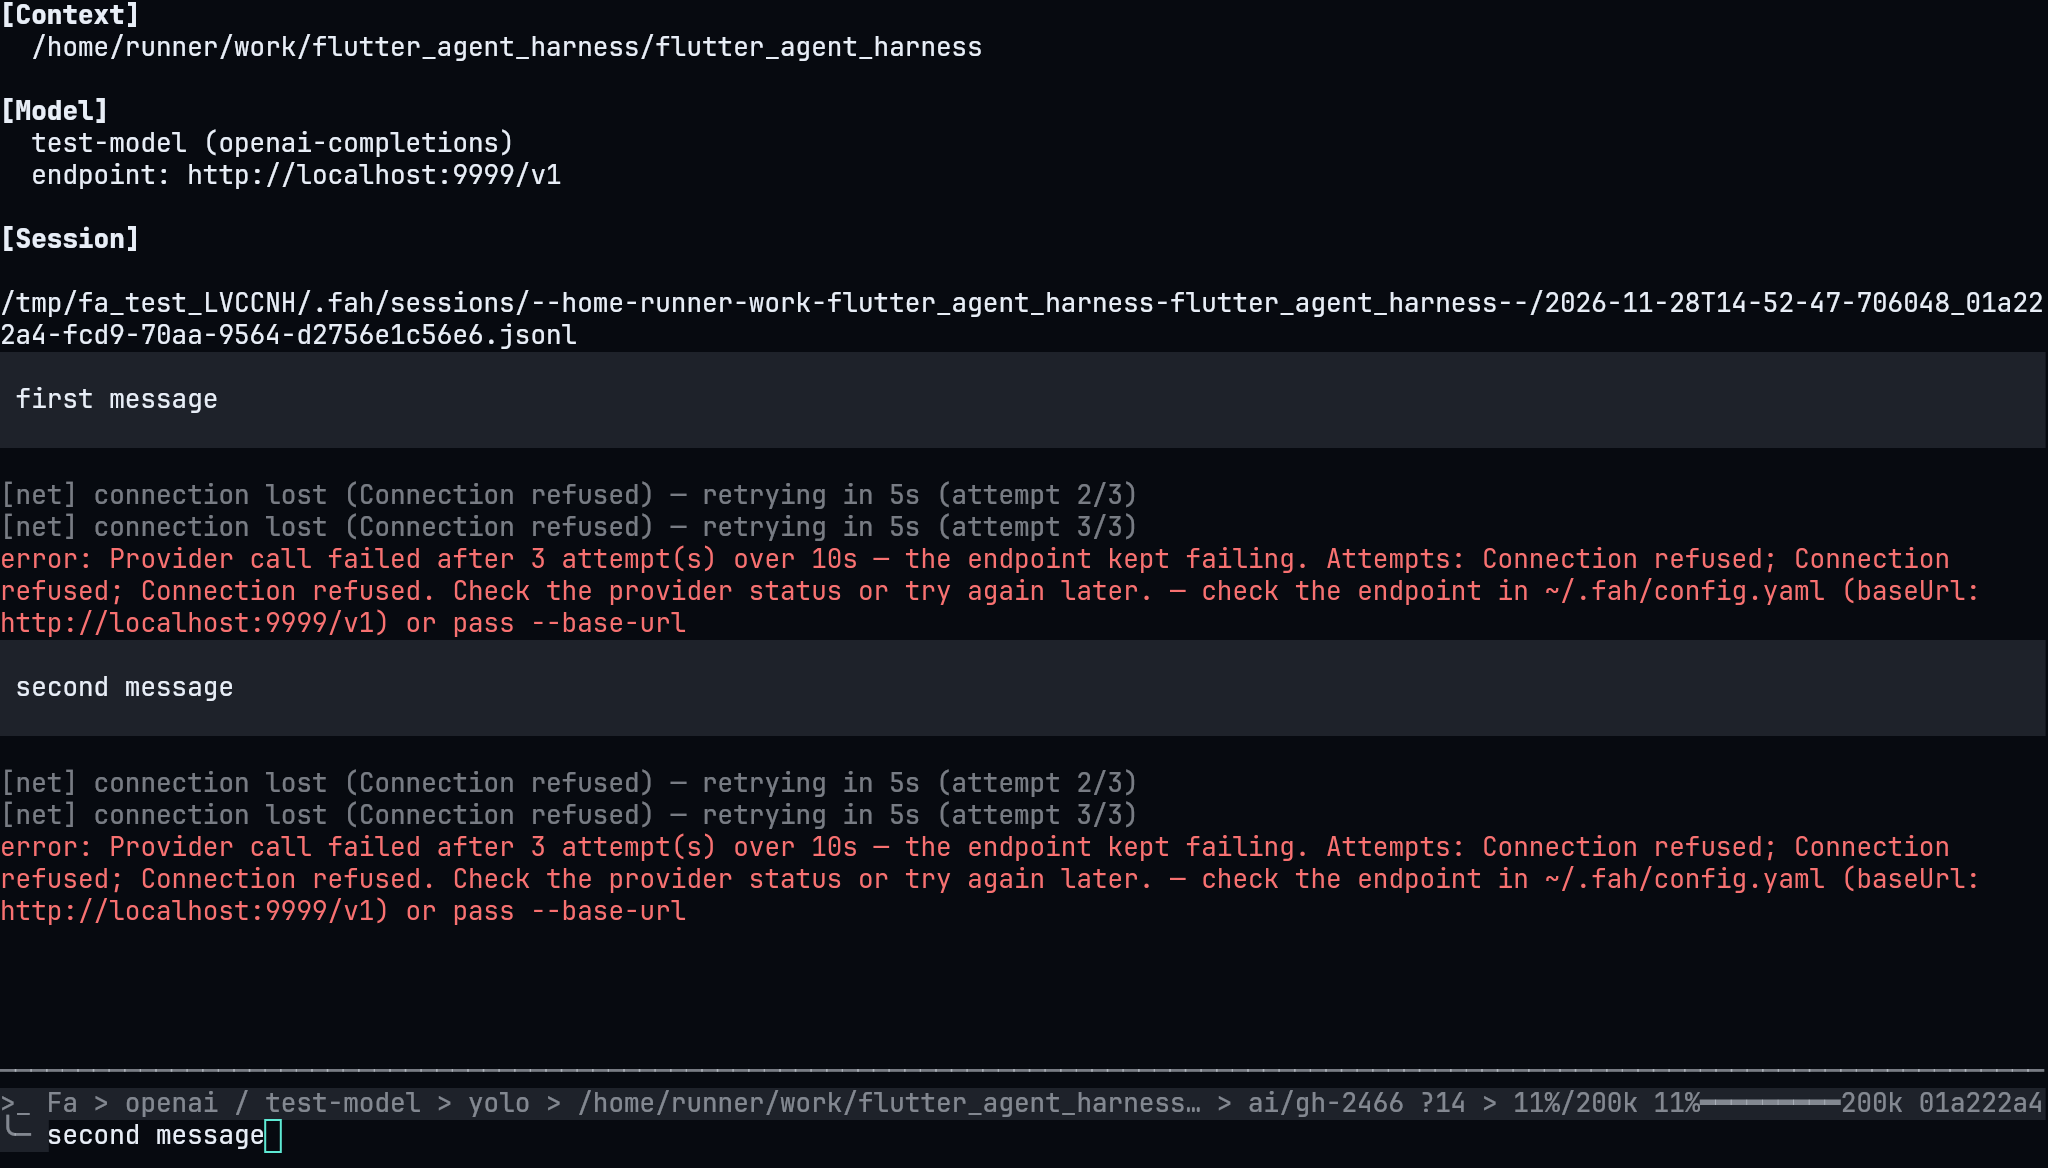 [Context]
/home/runner/work/flutter_agent_harness/flutter_agent_harness
[Model]
test-model (openai-completions)
endpoint: http://localhost:9999/v1
[Session]
/tmp/fa_test_LVCCNH/.fah/sessions/--home-runner-work-flutter_agent_harness-flutter_agent_harness--/2026-11-28T14-52-47-706048_01a22
2a4-fcd9-70aa-9564-d2756e1c56e6.jsonl
first message
[net] connection lost (Connection refused) — retrying in 5s (attempt 2/3)
[net] connection lost (Connection refused) — retrying in 5s (attempt 3/3)
error: Provider call failed after 3 attempt(s) over 10s — the endpoint kept failing. Attempts: Connection refused; Connection
refused; Connection refused. Check the provider status or try again later. — check the endpoint in ~/.fah/config.yaml (baseUrl:
http://localhost:9999/v1) or pass --base-url
second message
[net] connection lost (Connection refused) — retrying in 5s (attempt 2/3)
[net] connection lost (Connection refused) — retrying in 5s (attempt 3/3)
error: Provider call failed after 3 attempt(s) over 10s — the endpoint kept failing. Attempts: Connection refused; Connection
refused; Connection refused. Check the provider status or try again later. — check the endpoint in ~/.fah/config.yaml (baseUrl:
http://localhost:9999/v1) or pass --base-url
>_ Fa > openai / test-model > yolo > /home/runner/work/flutter_agent_harness… > ai/gh-2466 ?14 > 11%/200k 11%━━━━━━━━━200k 01a222a4
╰─ second message